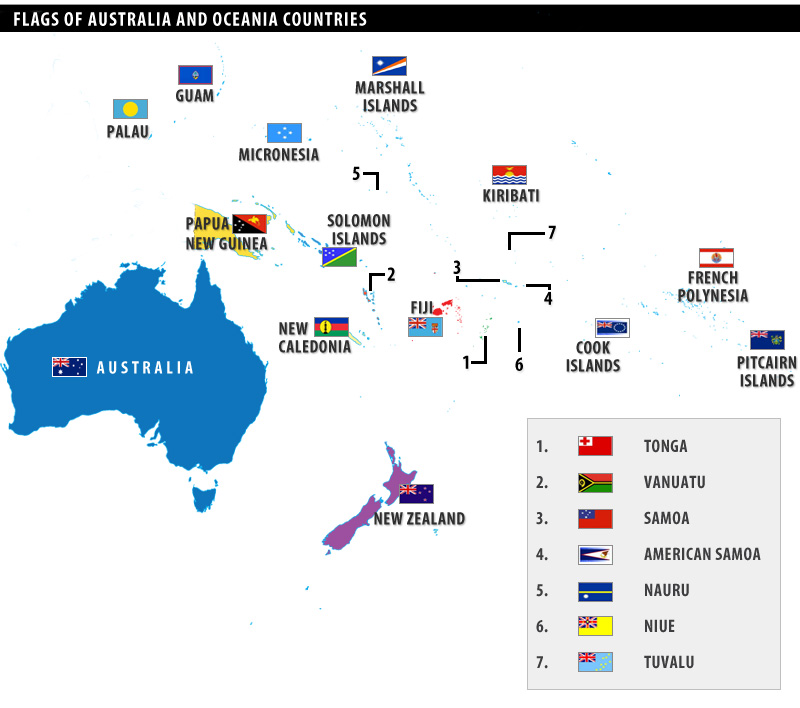 FLAGS OF AUSTRALIA AND OCEANIA COUNTRIES
MARSHALL
ISLANDS
GUAM
PALAU
MICRONESIA
5
KIRIBATI
PAPUA
NEW GUINEA
SOLOMON
ISLANDS
7
2
3
4
FRENCH
POLYNESIA
FIJI
NEW
CALEDONIA
1
6
COOK
ISLANDS
PITCAIRN
ISLANDS
AUSTRALIA
NEW ZEALAND
1. TONGA
2. VANUATU
3. SAMOA
4. AMERICAN SAMOA
5. NAURU
6. NIUE
7. TUVALU